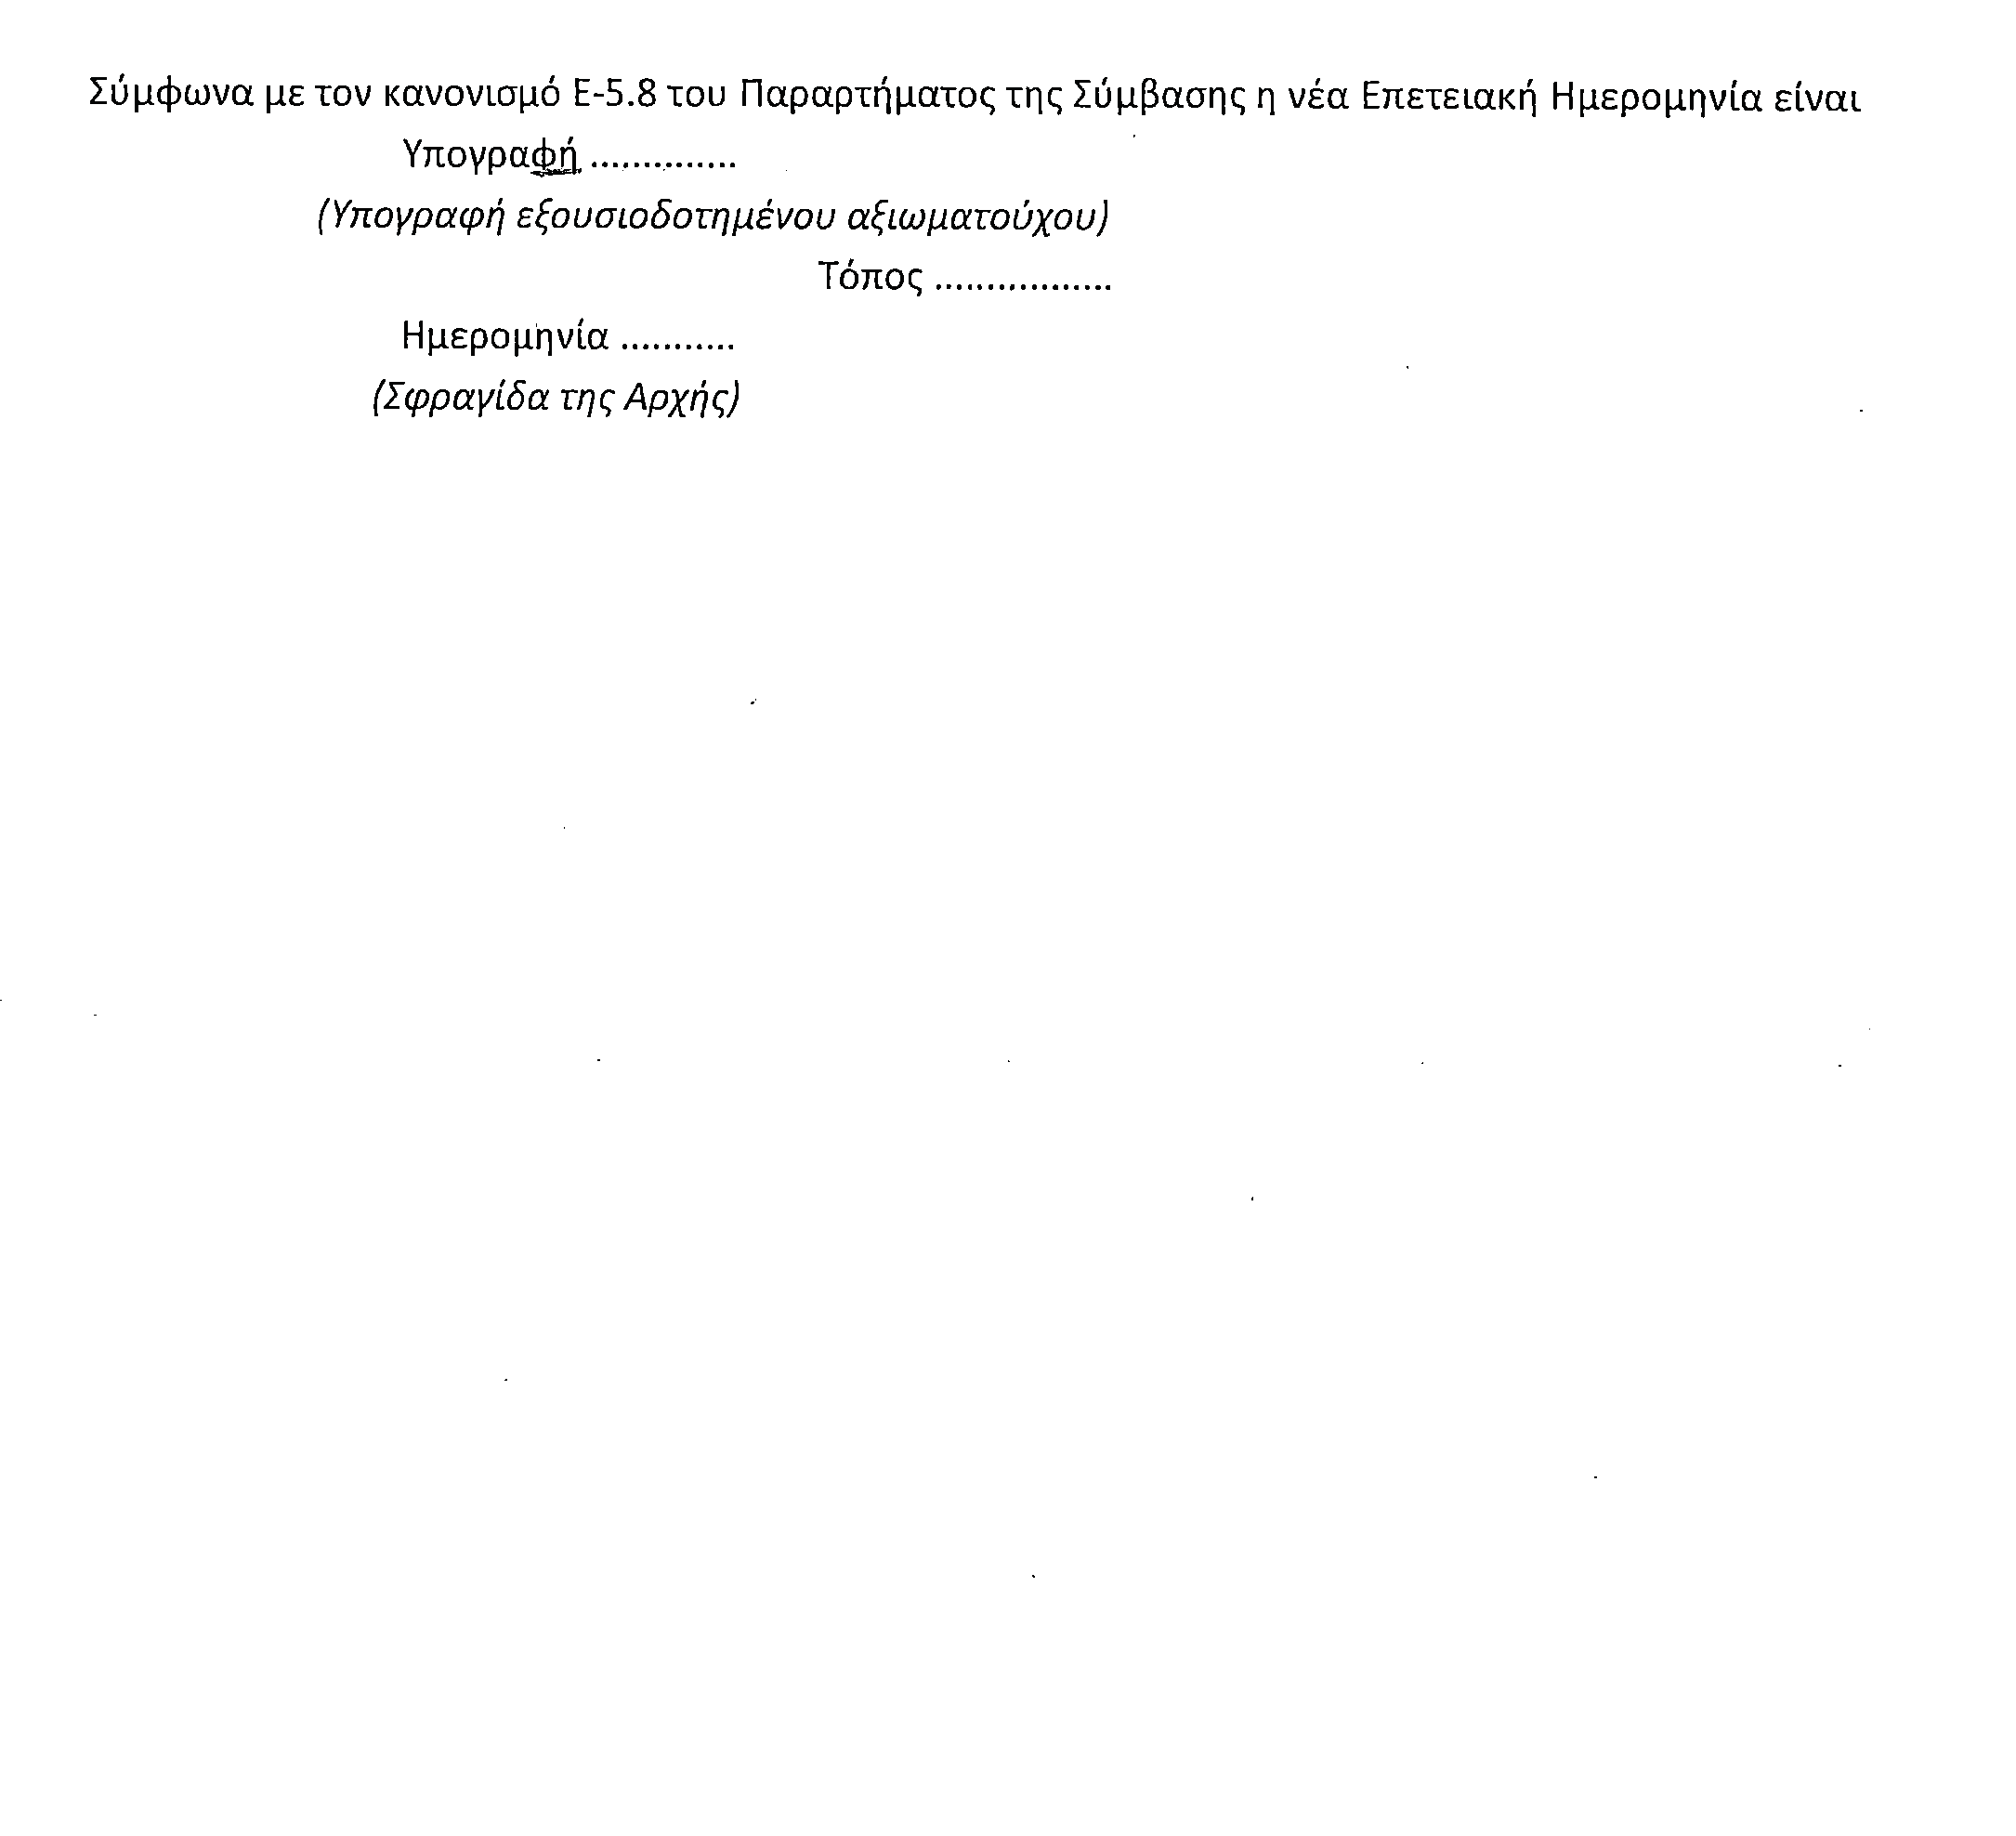 Σύμφωνα με τον κανονισμό Ε-5.8 του Παραρτήματος της Σύμβασης η νέα Επετειακή Ημερομηνία είναι
Υπογραφή ..............
(Υπογραφή εξουσιοδοτημένου αξιωματούχου)
Τόπος .................
Ημερομηνία ...........
(Σφραγίδα της Αρχής)